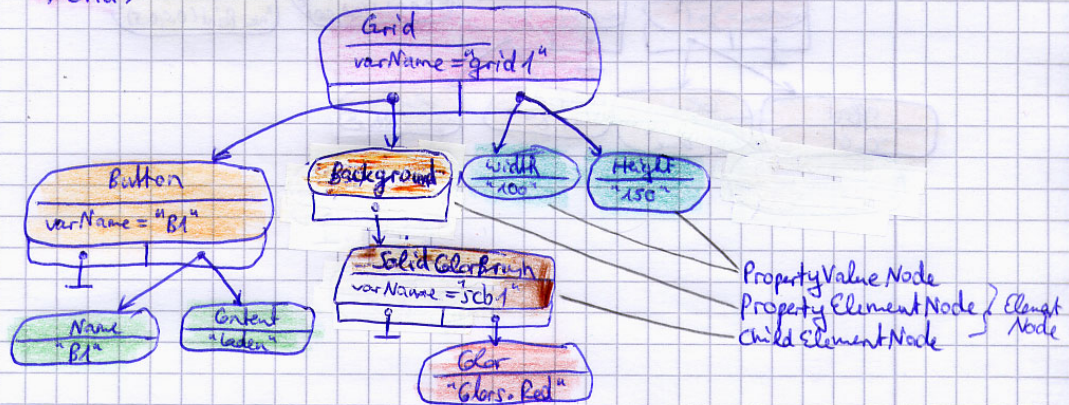 Grid
varName = "grid1"
Button
varName = "B1"
Background
Width
"100"
Height
"150"
SolidColorBrush
varName = "scb1"
Name
"B1"
Content
"Laden"
Color
"Colors.Red"
PropertyValueNode
PropertyElementNode
ChildElementNode
Element
Node